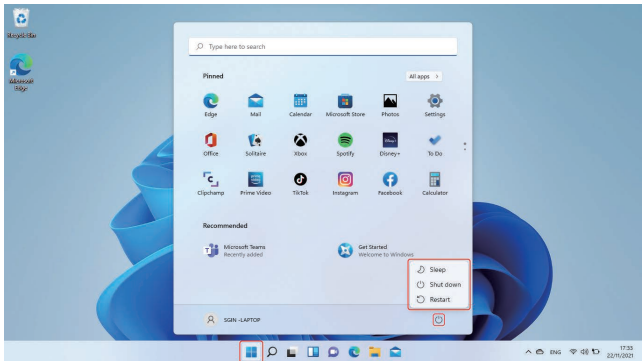 Recycle Bin
Microsoft
Edge
Type here to search
Pinned
All apps >
Edge
Mail
Calendar
Microsoft Store
Photos
Settings
Office
Solitaire
Xbox
Spotify
Disney+
To Do
Clipchamp
Prime Video
TikTok
Instagram
Facebook
Calculator
Recommended
Microsoft Teams
Recently added
Get Started
Welcome to Windows
Sleep
Shut down
Restart
SGIN -LAPTOP
ENG
17:33
22/11/2021